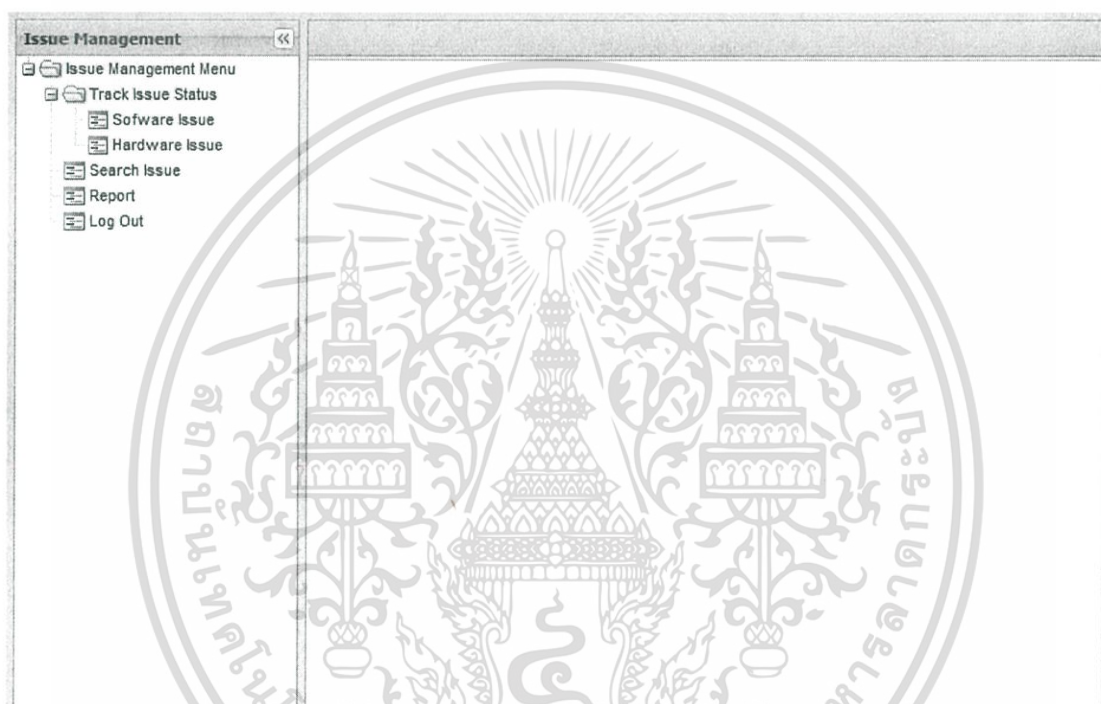 Issue Management
Issue Management Menu
Track Issue Status
Sofware Issue
Hardware Issue
Search Issue
Report
Log Out